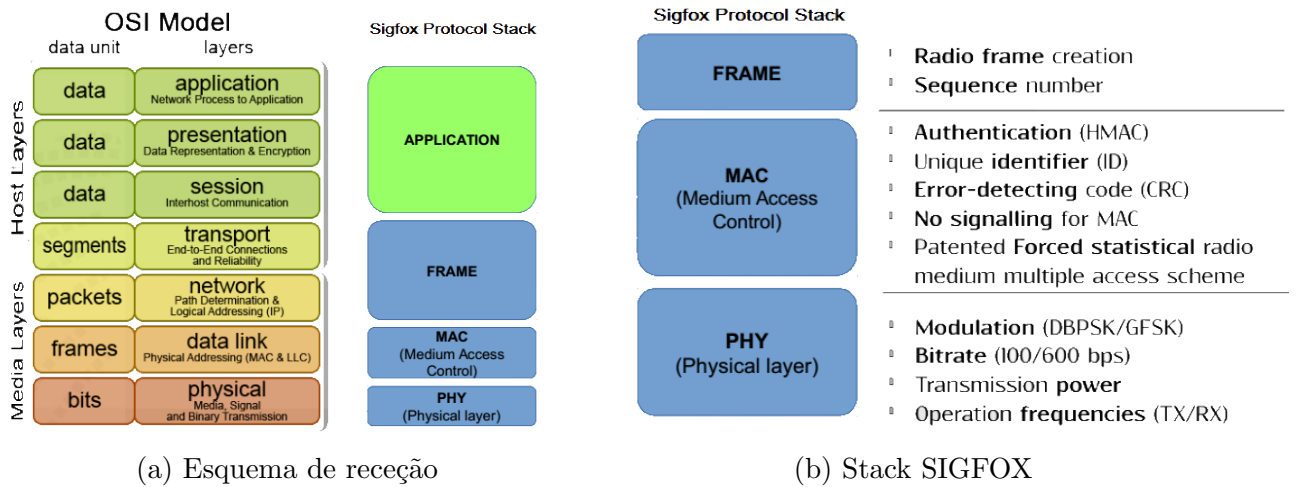 OSI Model
data unit
layers
Host Layers
data
application
Network Process to Application
data
presentation
Data Representation & Encryption
data
session
Interhost Communication
segments
transport
End-to-End Connections
and Reliability
Media Layers
packets
network
Path Determination &
Logical Addressing (IP)
frames
data link
Physical Addressing (MAC & LLC)
bits
physical
Media, Signal
and Binary Transmission
Sigfox Protocol Stack
APPLICATION
FRAME
MAC
(Medium Access
Control)
PHY
(Physical layer)
(a) Esquema de receção
Sigfox Protocol Stack
FRAME
Radio frame creation
Sequence number
MAC
(Medium Access
Control)
Authentication (HMAC)
Unique identifier (ID)
Error-detecting code (CRC)
No signalling for MAC
Patented Forced statistical radio
medium multiple access scheme
PHY
(Physical layer)
Modulation (DBPSK/GFSK)
Bitrate (100/600 bps)
Transmission power
Operation frequencies (TX/RX)
(b) Stack SIGFOX